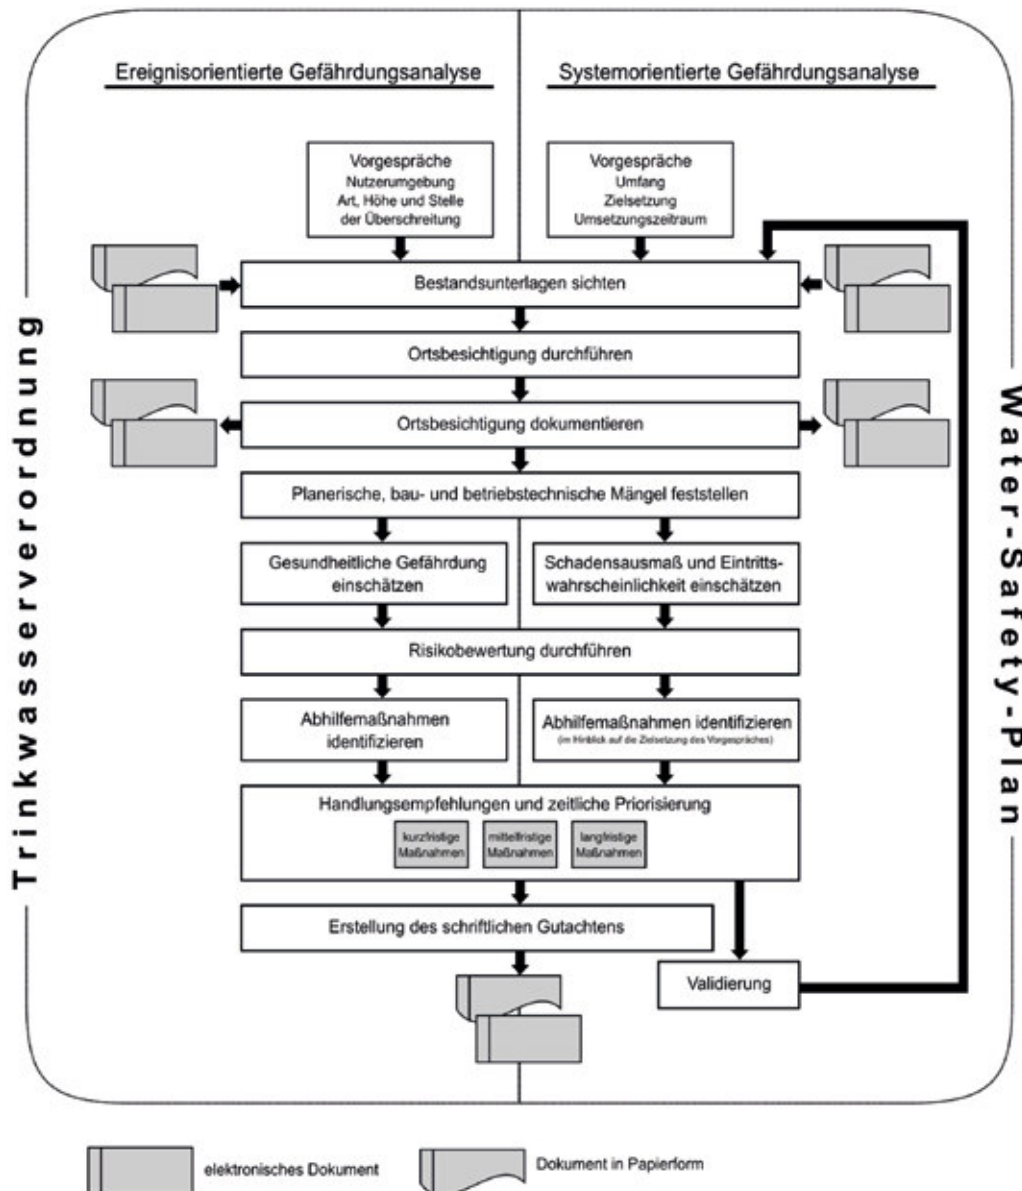 Ereignisorientierte Gefährdungsanalyse
Systemorientierte Gefährdungsanalyse
Trinkwasserverordnung
Water-Safety-Plan
Vorgespräche
Nutzerumgebung
Art, Höhe und Stelle
der Überschreitung
Vorgespräche
Umfang
Zielsetzung
Umsetzungszeitraum
Bestandsunterlagen sichten
Ortsbesichtigung durchführen
Ortsbesichtigung dokumentieren
Planerische, bau- und betriebstechnische Mängel feststellen
Gesundheitliche Gefährdung
einschätzen
Schadensausmaß und Eintritts-
wahrscheinlichkeit einschätzen
Risikobewertung durchführen
Abhilfemaßnahmen
identifizieren
Abhilfemaßnahmen identifizieren
(im Hinblick auf die Zielsetzung des Vorgespräches)
Handlungsempfehlungen und zeitliche Priorisierung
kurzfristige
Maßnahmen
mittelfristige
Maßnahmen
langfristige
Maßnahmen
Erstellung des schriftlichen Gutachtens
Validierung
elektronisches Dokument
Dokument in Papierform